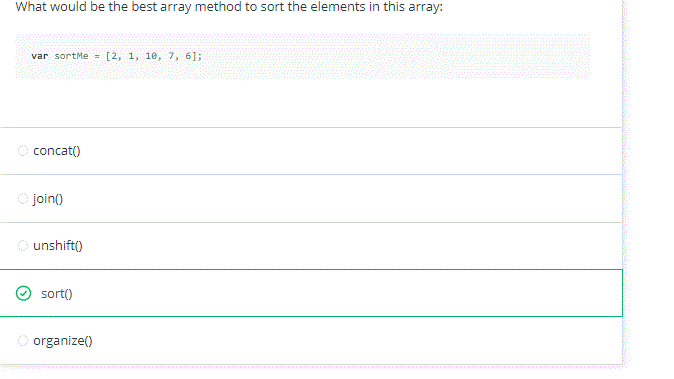 What would be the best array method to sort the elements in this array:
var sortMe = [2, 1, 10, 7, 6];
concat()
join()
unshift()
sort()
organize()